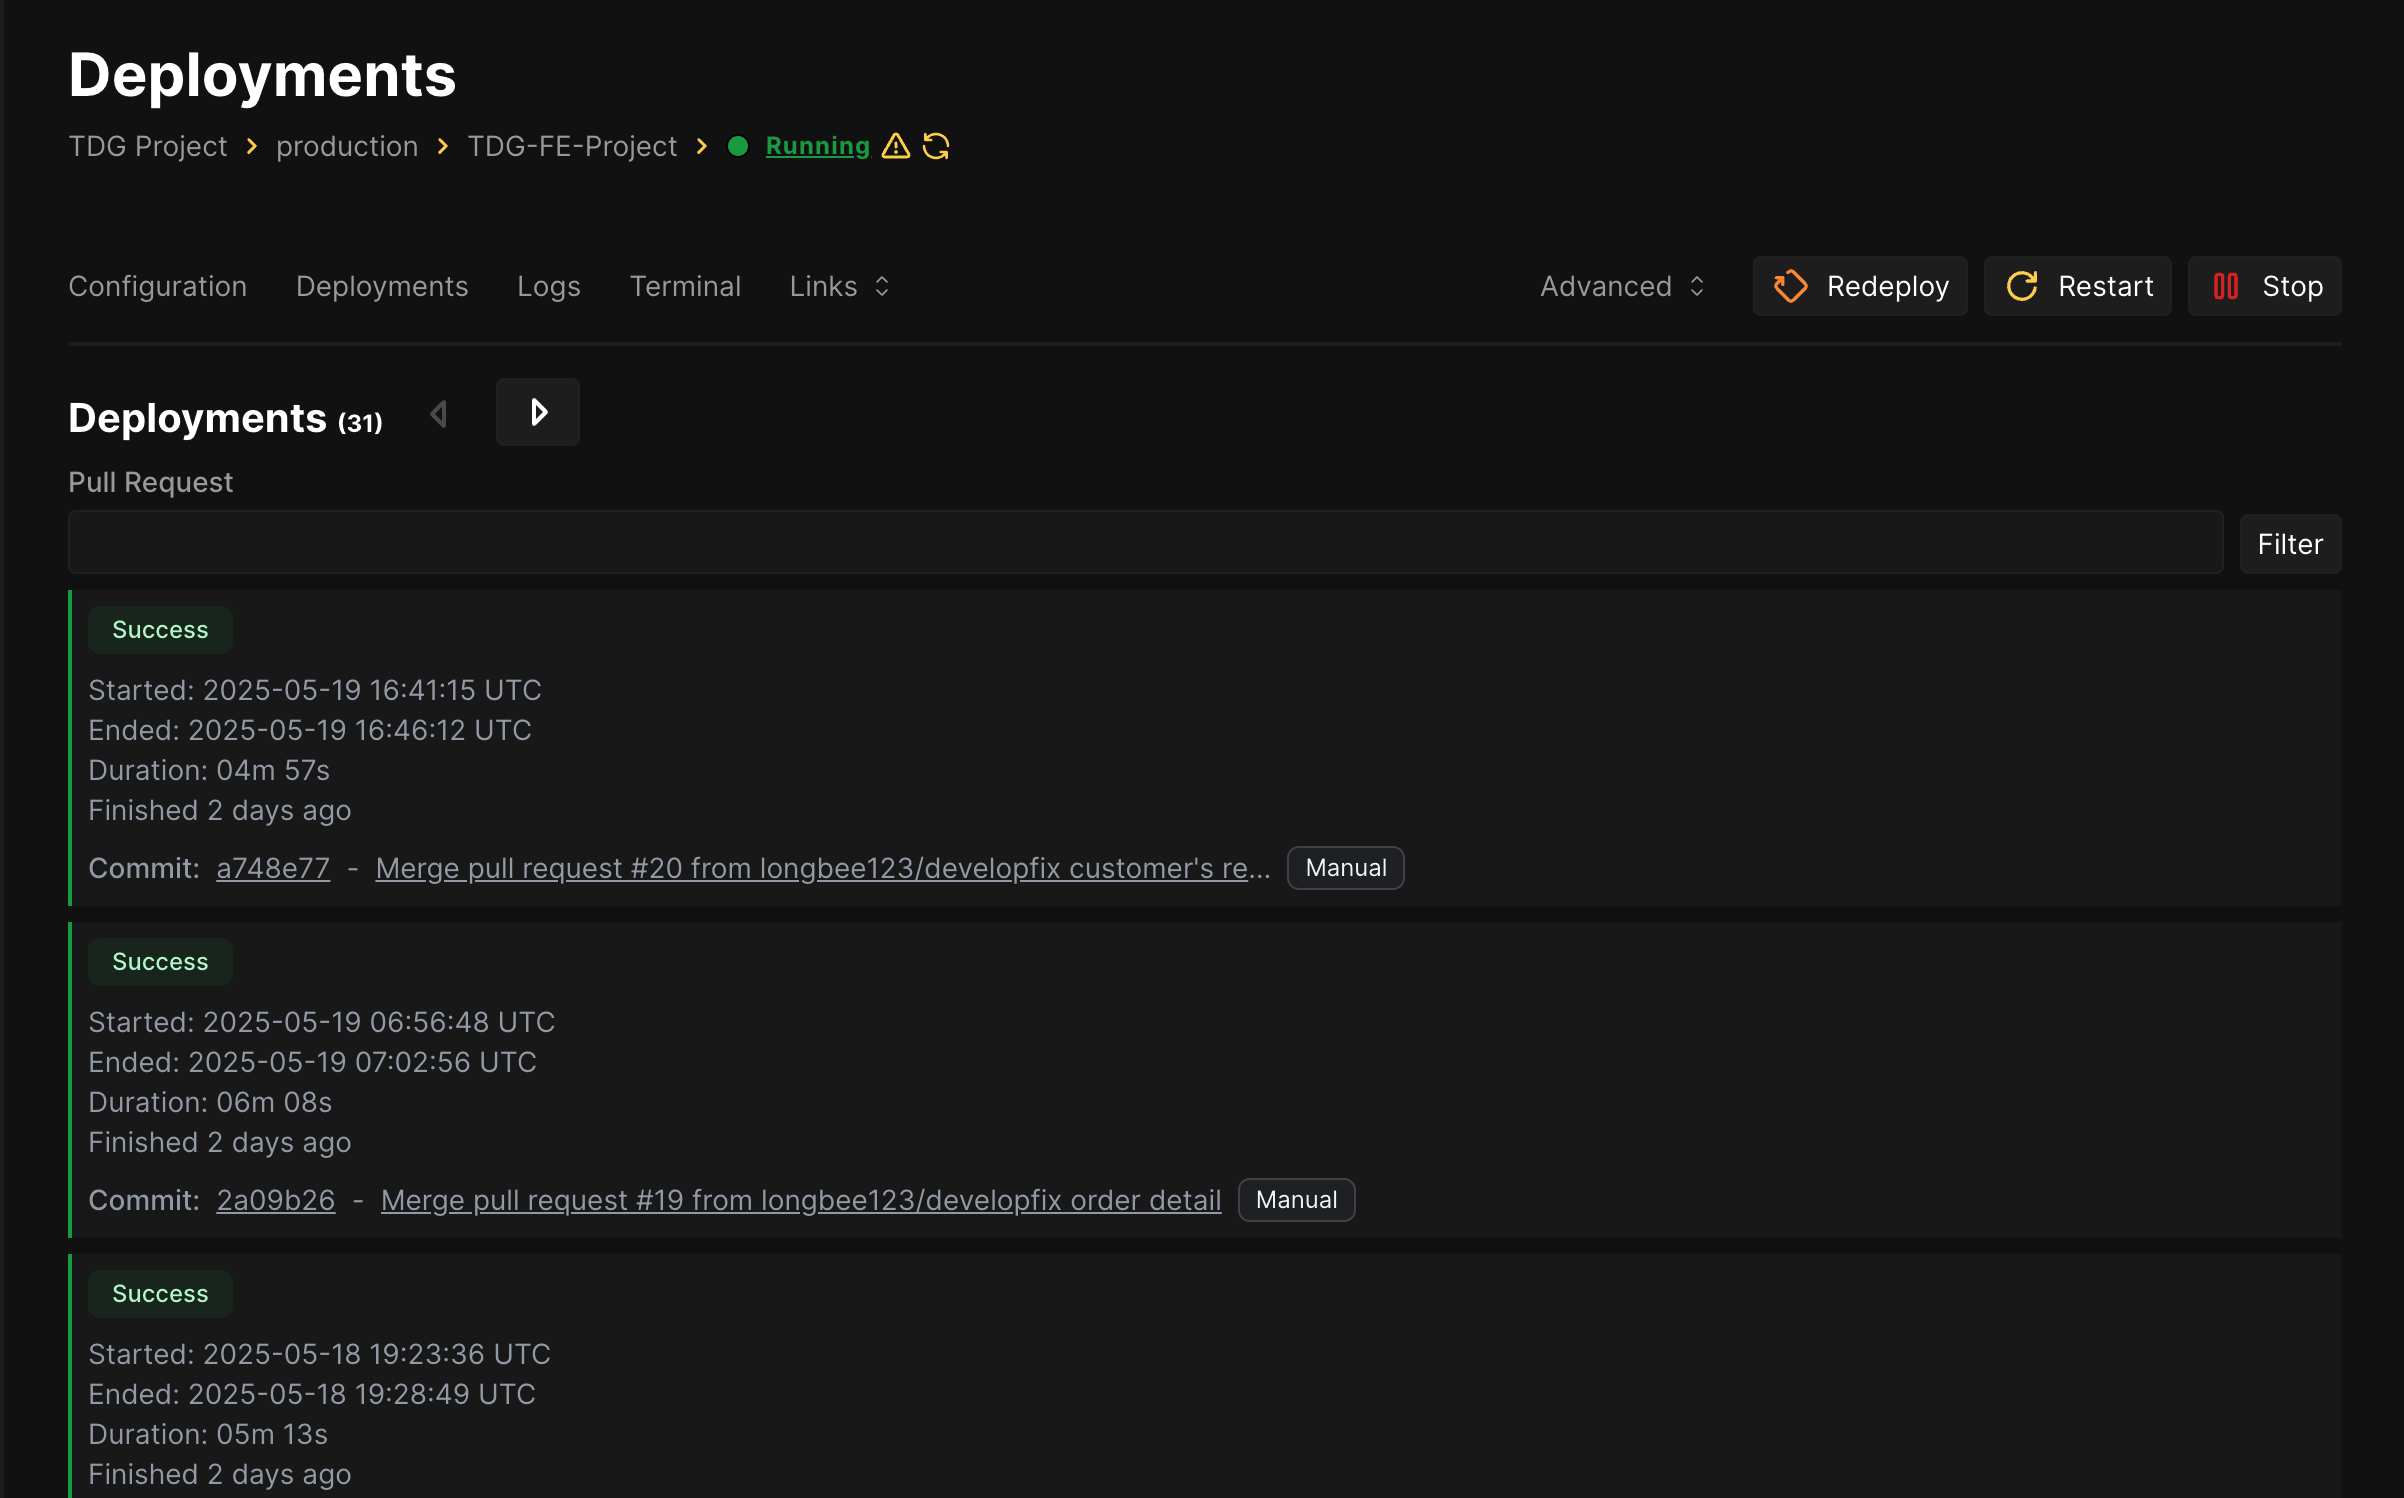 Deployments
TDG Project > production > TDG-FE-Project > Running
Configuration Deployments Logs Terminal Links Advanced Redeploy Restart Stop
Deployments (31)
Pull Request
Filter
Success
Started: 2025-05-19 16:41:15 UTC
Ended: 2025-05-19 16:46:12 UTC
Duration: 04m 57s
Finished 2 days ago
Commit: a748e77 - Merge pull request #20 from longbee123/developfix customer's re... Manual
Success
Started: 2025-05-19 06:56:48 UTC
Ended: 2025-05-19 07:02:56 UTC
Duration: 06m 08s
Finished 2 days ago
Commit: 2a09b26 - Merge pull request #19 from longbee123/developfix order detail Manual
Success
Started: 2025-05-18 19:23:36 UTC
Ended: 2025-05-18 19:28:49 UTC
Duration: 05m 13s
Finished 2 days ago